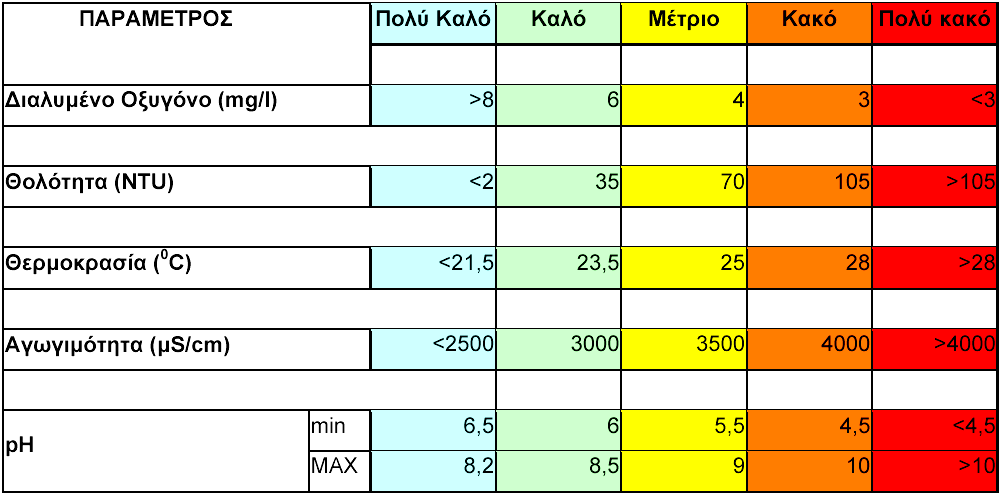 ΠΑΡΑΜΕΤΡΟΣ Πολύ Καλό Καλό Μέτριο Κακό Πολύ κακό
Διαλυμένο Οξυγόνο (mg/l) >8 6 4 3 <3
Θολότητα (NTU) <2 35 70 105 >105
Θερμοκρασία (⁰C) <21,5 23,5 25 28 >28
Αγωγιμότητα (μS/cm) <2500 3000 3500 4000 >4000
pH
min 6,5 6 5,5 4,5 <4,5
MAX 8,2 8,5 9 10 >10